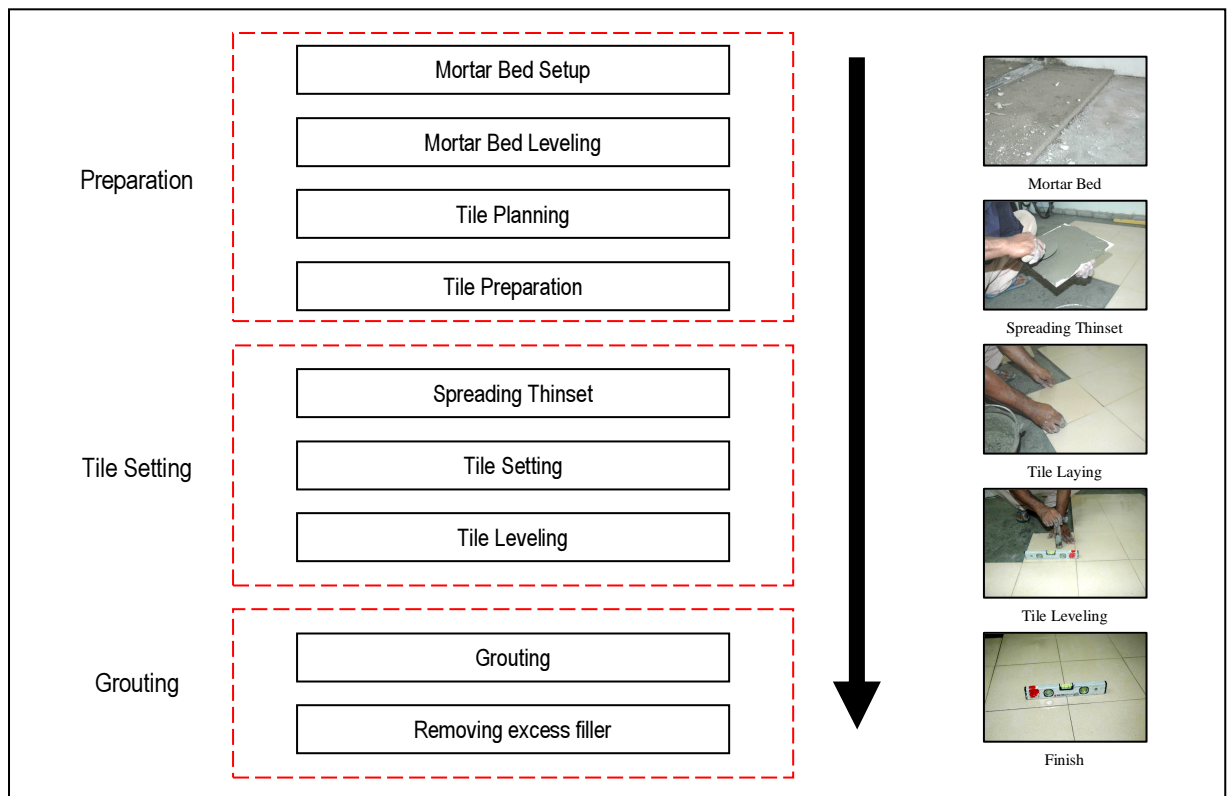 Preparation
Mortar Bed Setup
Mortar Bed Leveling
Tile Planning
Tile Preparation
Tile Setting
Spreading Thinset
Tile Setting
Tile Leveling
Grouting
Grouting
Removing excess filler
Mortar Bed
Spreading Thinset
Tile Laying
Tile Leveling
Finish